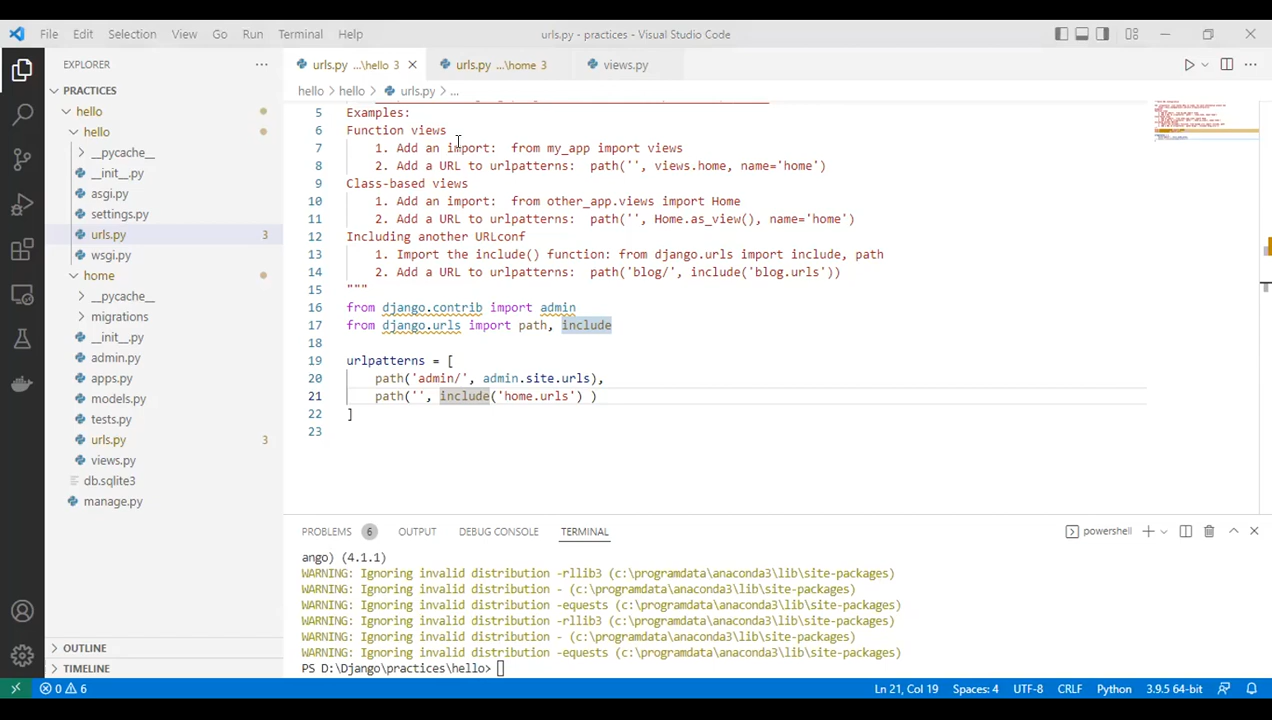 File Edit Selection View Go Run Terminal Help
urls.py - practices - Visual Studio Code
EXPLORER
PRACTICES
hello
hello
__pycache__
__init__.py
asgi.py
settings.py
urls.py 3
wsgi.py
home
__pycache__
migrations
__init__.py
admin.py
apps.py
models.py
tests.py
urls.py 3
views.py
db.sqlite3
manage.py
OUTLINE
TIMELINE
urls.py ...\hello 3
urls.py ...\home 3
views.py
hello > hello > urls.py > ...
5 Examples:
6 Function views
7 1. Add an import: from my_app import views
8 2. Add a URL to urlpatterns: path('', views.home, name='home')
9 Class-based views
10 1. Add an import: from other_app.views import Home
11 2. Add a URL to urlpatterns: path('', Home.as_view(), name='home')
12 Including another URLconf
13 1. Import the include() function: from django.urls import include, path
14 2. Add a URL to urlpatterns: path('blog/', include('blog.urls'))
15 """
16 from django.contrib import admin
17 from django.urls import path, include
18
19 urlpatterns = [
20 path('admin/', admin.site.urls),
21 path('', include('home.urls') )
22 ]
23
PROBLEMS 6 OUTPUT DEBUG CONSOLE TERMINAL
powershell
ango) (4.1.1)
WARNING: Ignoring invalid distribution -rllib3 (c:\programdata\anaconda3\lib\site-packages)
WARNING: Ignoring invalid distribution - (c:\programdata\anaconda3\lib\site-packages)
WARNING: Ignoring invalid distribution -equests (c:\programdata\anaconda3\lib\site-packages)
WARNING: Ignoring invalid distribution -rllib3 (c:\programdata\anaconda3\lib\site-packages)
WARNING: Ignoring invalid distribution - (c:\programdata\anaconda3\lib\site-packages)
WARNING: Ignoring invalid distribution -equests (c:\programdata\anaconda3\lib\site-packages)
PS D:\Django\practices\hello>
0 6
Ln 21, Col 19 Spaces: 4 UTF-8 CRLF Python 3.9.5 64-bit